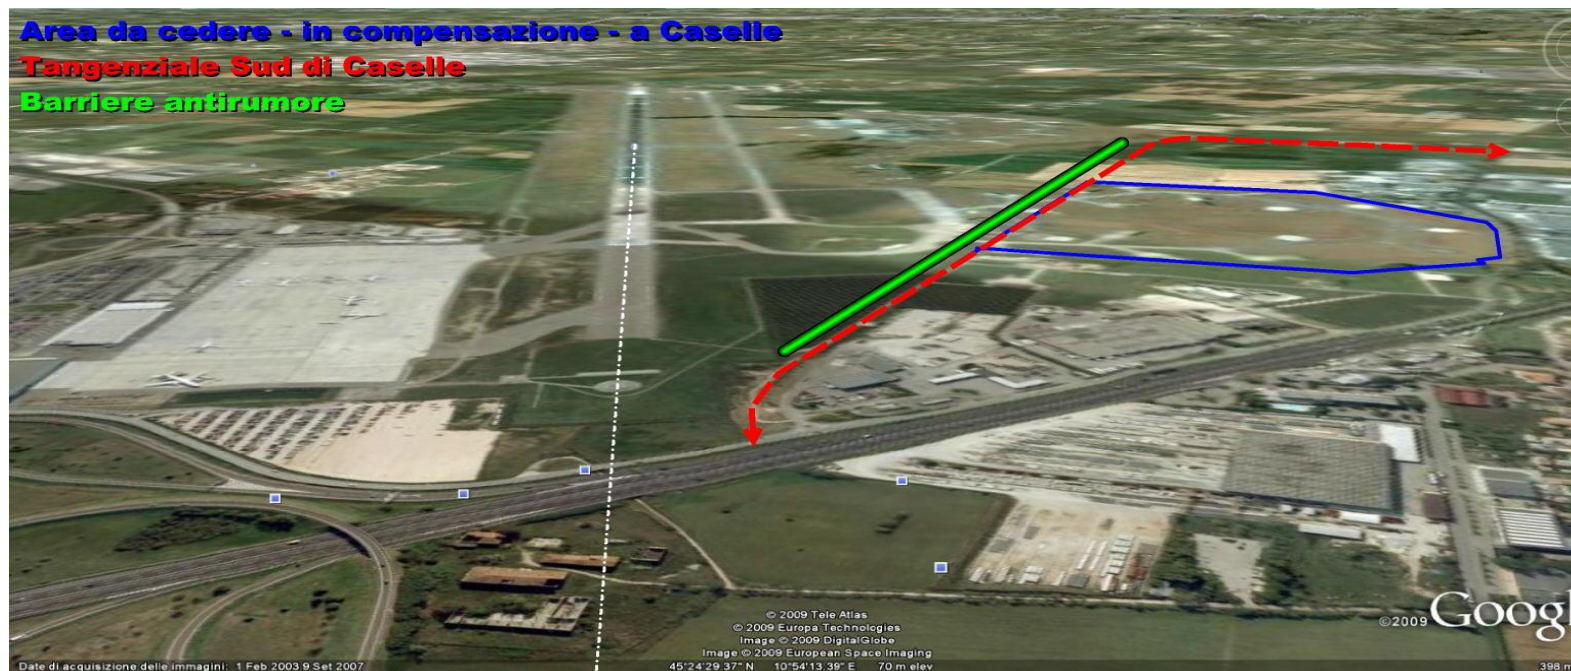 Area da cedere - in compensazione - a Caselle
Tangenziale Sud di Caselle
Barriere antirumore
© 2009 Tele Atlas
© 2009 Europa Technologies
Image © 2009 DigitalGlobe
Image © 2009 European Space Imaging
©2009 Google
Date di acquisizione delle immagini: 1 Feb 2003 9 Set 2007
45°24'29.37" N 10°54'13.39" E 70 m elev
398 m